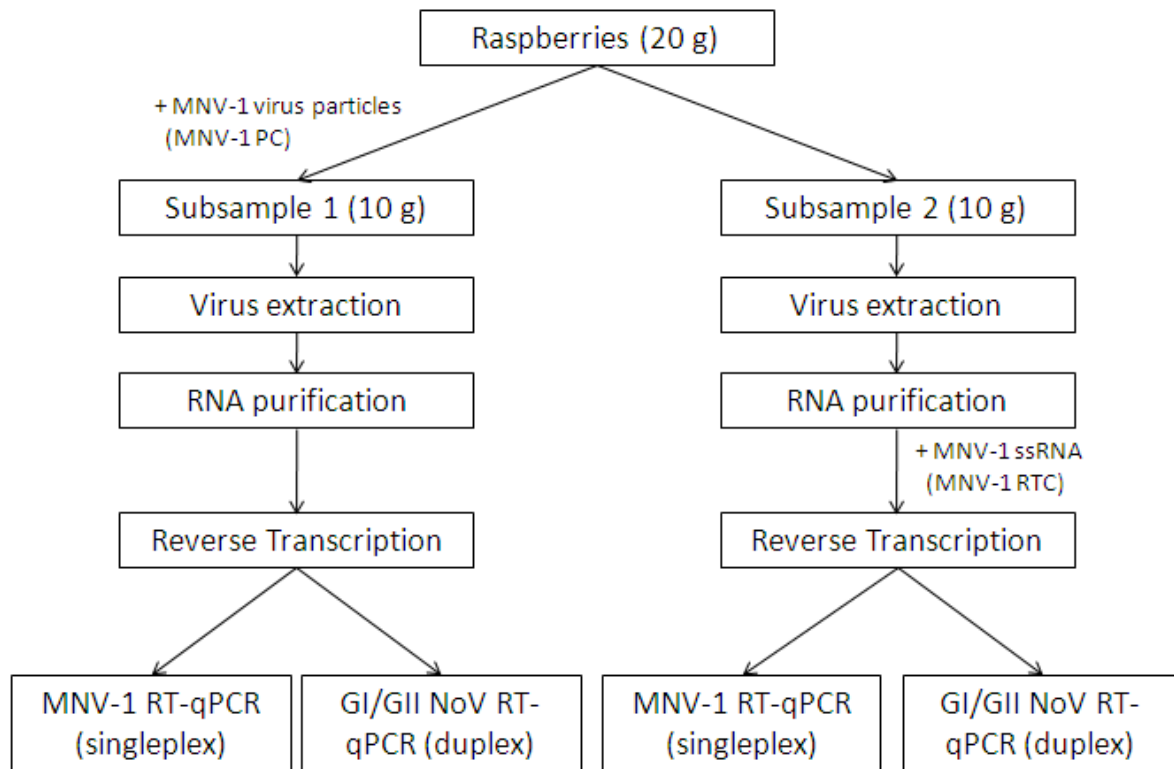 Raspberries (20 g)
+ MNV-1 virus particles
(MNV-1 PC)
Subsample 1 (10 g)
Subsample 2 (10 g)
Virus extraction
Virus extraction
RNA purification
RNA purification
+ MNV-1 ssRNA
(MNV-1 RTC)
Reverse Transcription
Reverse Transcription
MNV-1 RT-qPCR
(singleplex)
GI/GII NoV RT-
qPCR (duplex)
MNV-1 RT-qPCR
(singleplex)
GI/GII NoV RT-
qPCR (duplex)